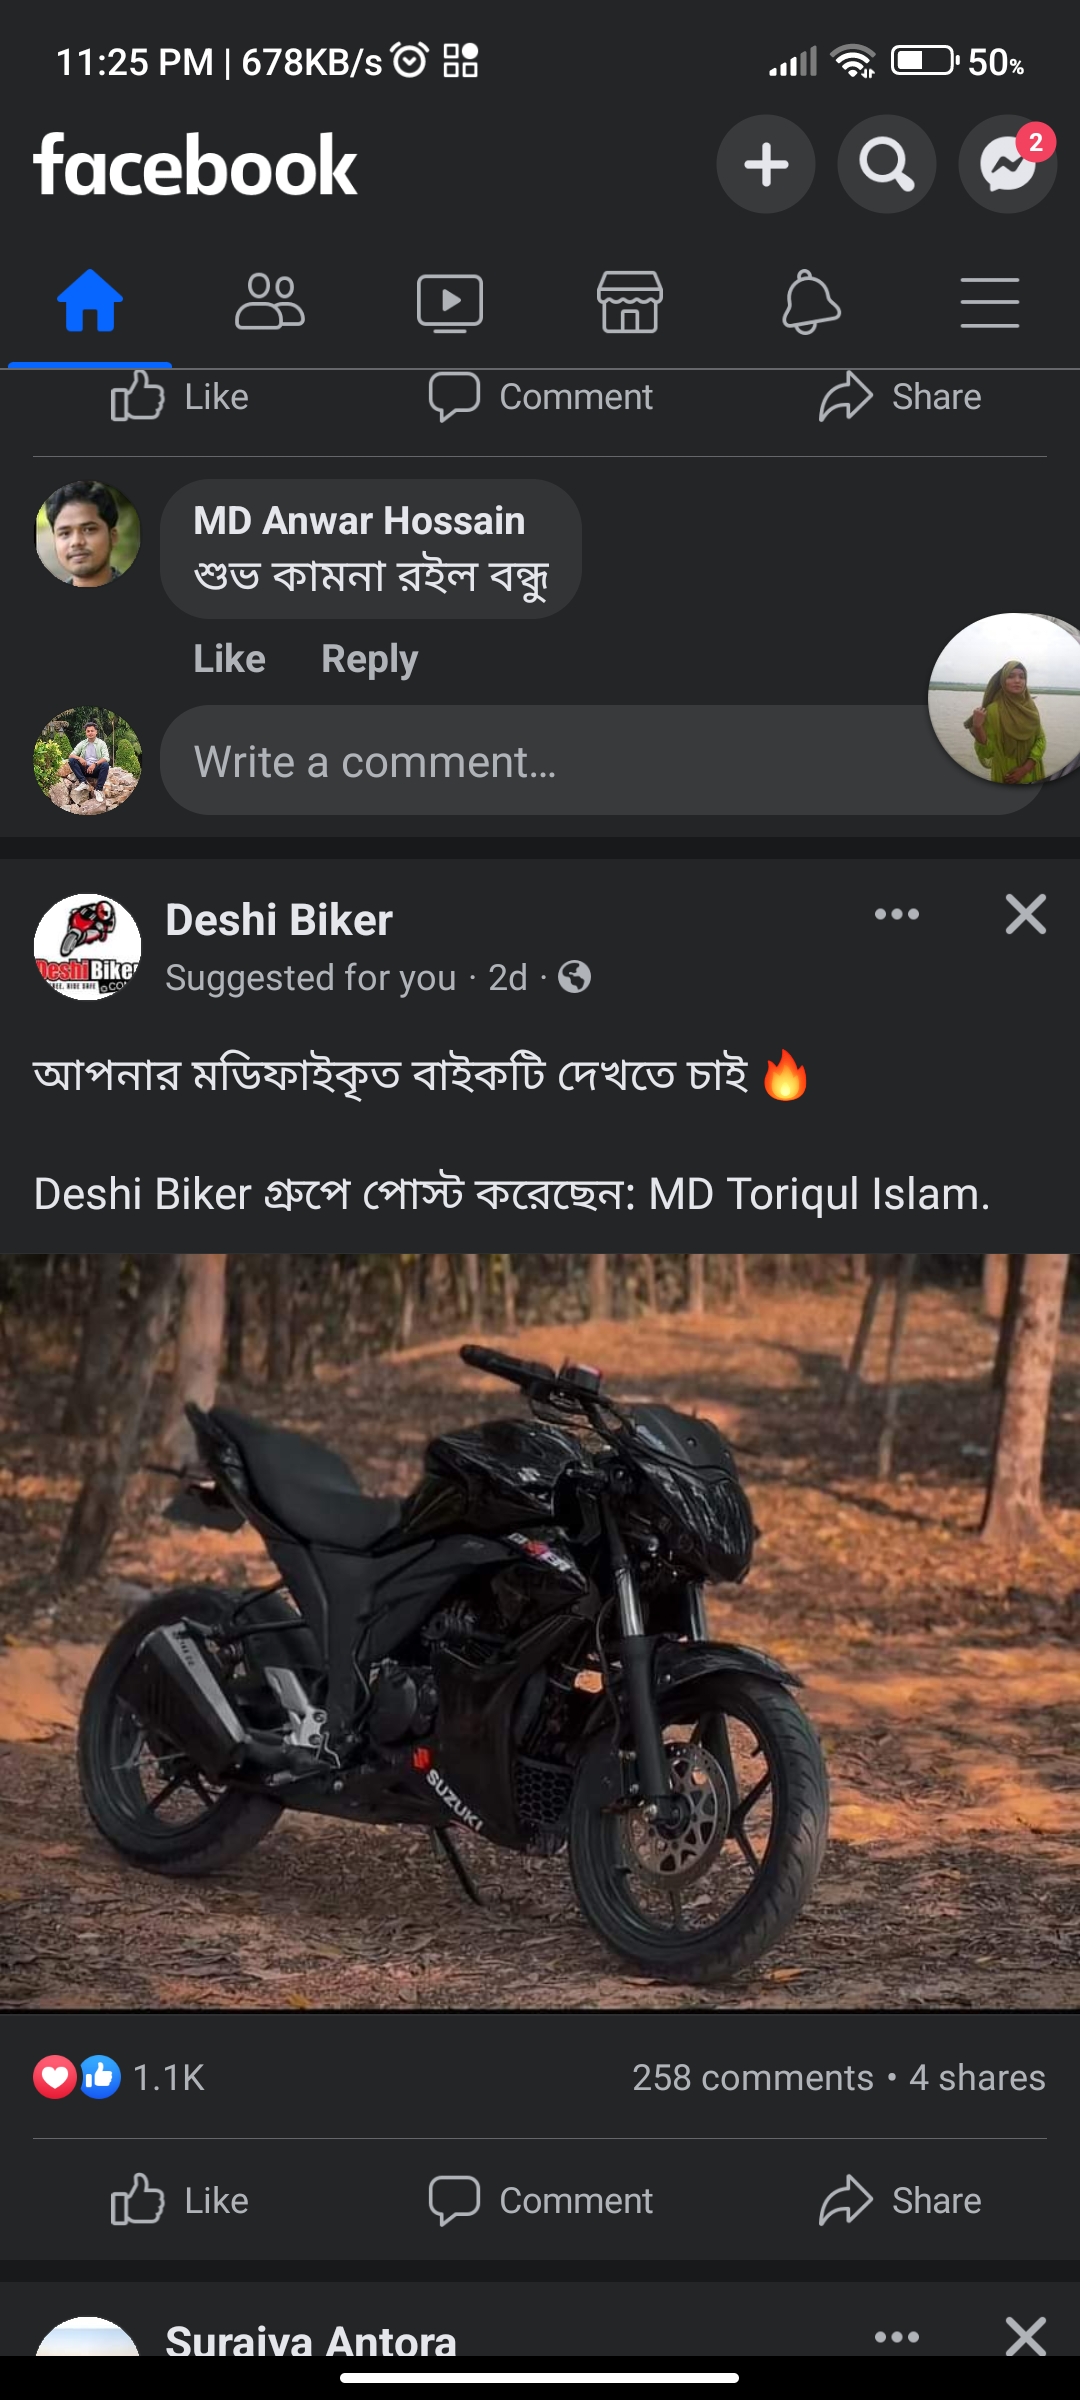 11:25 PM | 678KB/s
50%
facebook
2
Like Comment Share
MD Anwar Hossain
শুভ কামনা রইল বন্ধু
Like Reply
Write a comment...
Deshi Biker
Suggested for you · 2d ·
DeshiBiker
আপনার মডিফাইকৃত বাইকটি দেখতে চাই 🔥
Deshi Biker গ্রুপে পোস্ট করেছেন: MD Toriqul Islam.
SUZUKI
1.1K 258 comments • 4 shares
Like Comment Share
Suraiya Antora